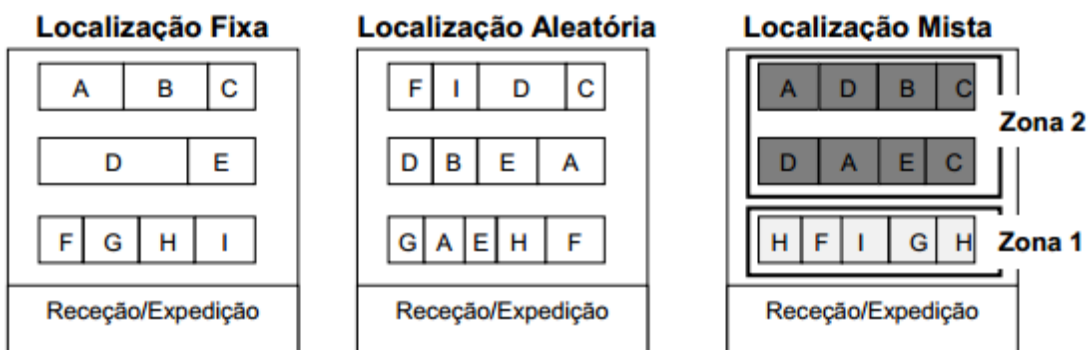 Localização Fixa
A B C
D E
F G H I
Receção/Expedição
Localização Aleatória
F I D C
D B E A
G A E H F
Receção/Expedição
Localização Mista
A D B C
Zona 2
D A E C
H F I G H
Zona 1
Receção/Expedição